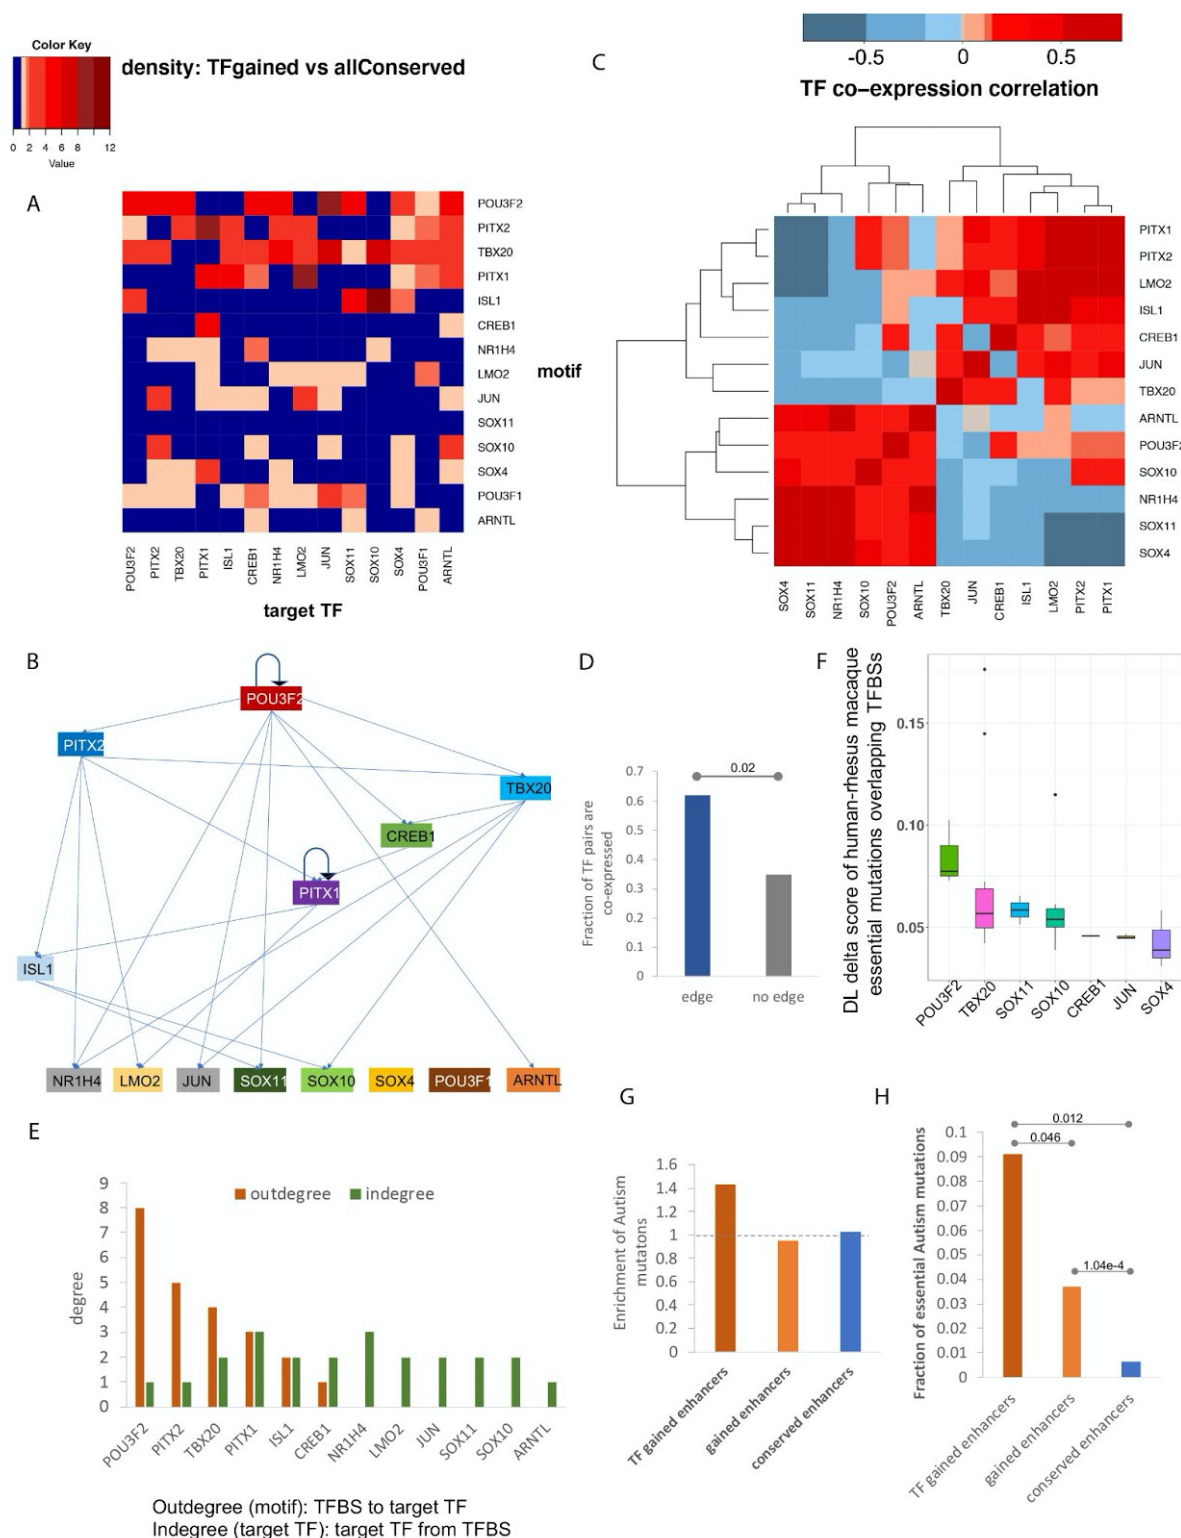 Color Key
0 2 4 6 8 12
Value
density: TFgained vs allConserved
A
POU3F2
PITX2
TBX20
PITX1
ISL1
CREB1
NR1H4
LMO2
JUN
SOX11
SOX10
SOX4
POU3F1
ARNTL
motif
POU3F2 PITX2 TBX20 PITX1 ISL1 CREB1 NR1H4 LMO2 JUN SOX11 SOX10 SOX4 POU3F1 ARNTL
target TF
C
-0.5 0 0.5
TF co-expression correlation
PITX1
PITX2
LMO2
ISL1
CREB1
JUN
TBX20
ARNTL
POU3F2
SOX10
NR1H4
SOX11
SOX4
SOX4 SOX11 NR1H4 SOX10 POU3F2 ARNTL TBX20 JUN CREB1 ISL1 LMO2 PITX2 PITX1
B
POU3F2
PITX2
TBX20
CREB1
PITX1
ISL1
NR1H4 LMO2 JUN SOX11 SOX10 SOX4 POU3F1 ARNTL
D
Fraction of TF pairs are
co-expressed
0.7
0.6
0.5
0.4
0.3
0.2
0.1
0
0.02
edge no edge
F
DL delta score of human-rhesus macaque
essential mutations overlapping TFBSs
0.15
0.10
0.05
POU3F2 TBX20 SOX11 SOX10 CREB1 JUN SOX4
E
degree
9
8
7
6
5
4
3
2
1
0
outdegree indegree
POU3F2 PITX2 TBX20 PITX1 ISL1 CREB1 NR1H4 LMO2 JUN SOX11 SOX10 ARNTL
Outdegree (motif): TFBS to target TF
Indegree (target TF): target TF from TFBS
G
Enrichment of Autism
mutatons
1.6
1.4
1.2
1
0.8
0.6
0.4
0.2
0
TF gained enhancers
gained enhancers
conserved enhancers
H
Fraction of essential Autism mutations
0.1
0.09
0.08
0.07
0.06
0.05
0.04
0.03
0.02
0.01
0
0.012
0.046
1.04e-4
TF gained enhancers
gained enhancers
conserved enhancers